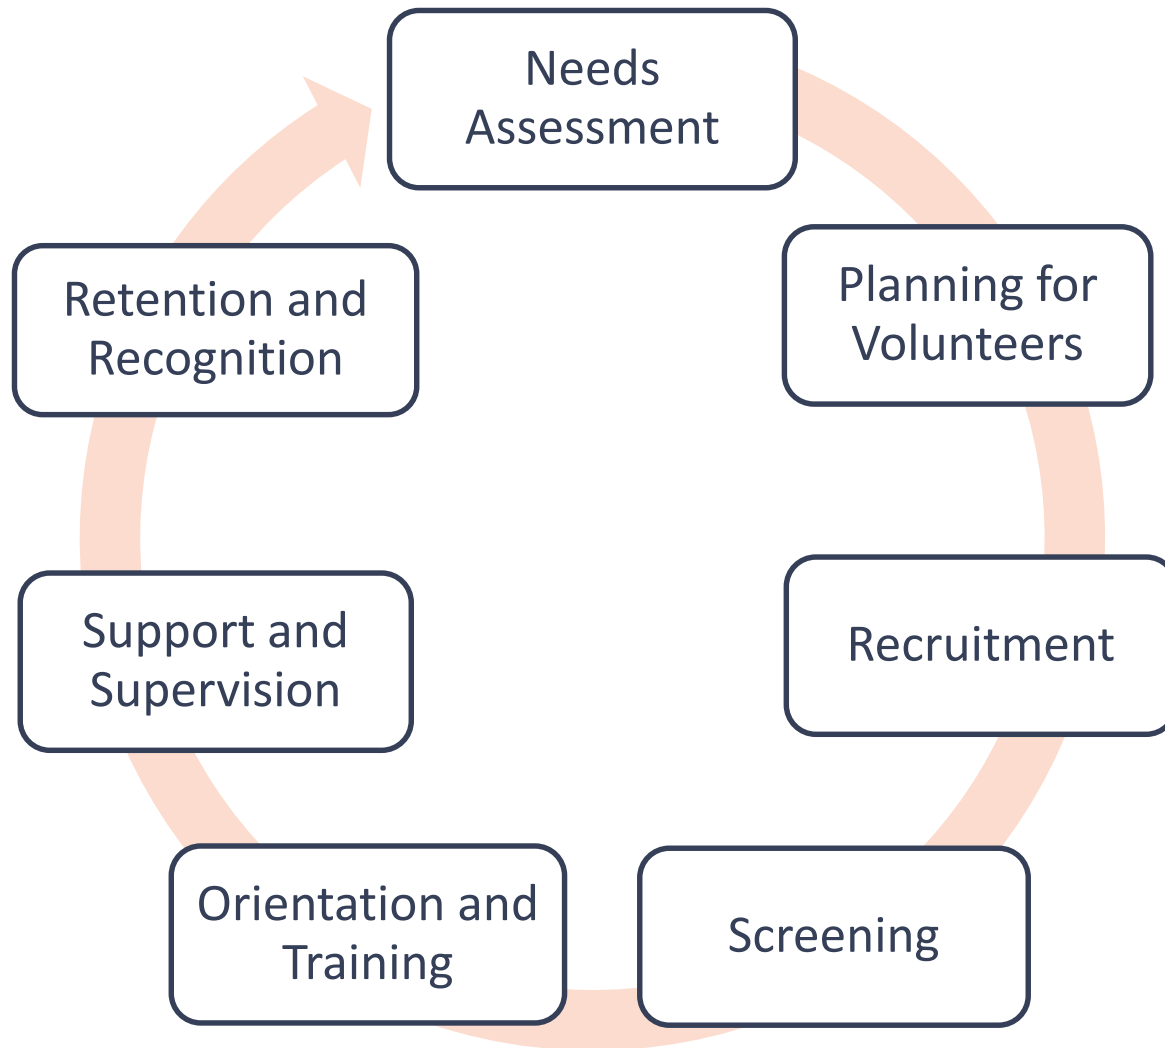 Needs
Assessment
Planning for
Volunteers
Recruitment
Screening
Orientation and
Training
Support and
Supervision
Retention and
Recognition